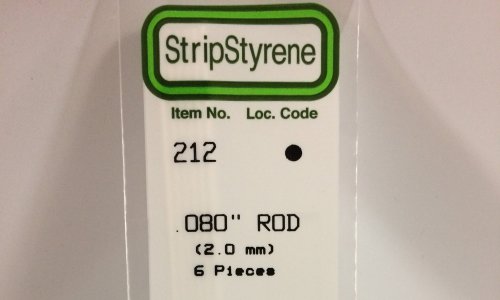 StripStyrene
Item No. Loc. Code
212 ●
.080" ROD
(2.0 mm)
6 Pieces